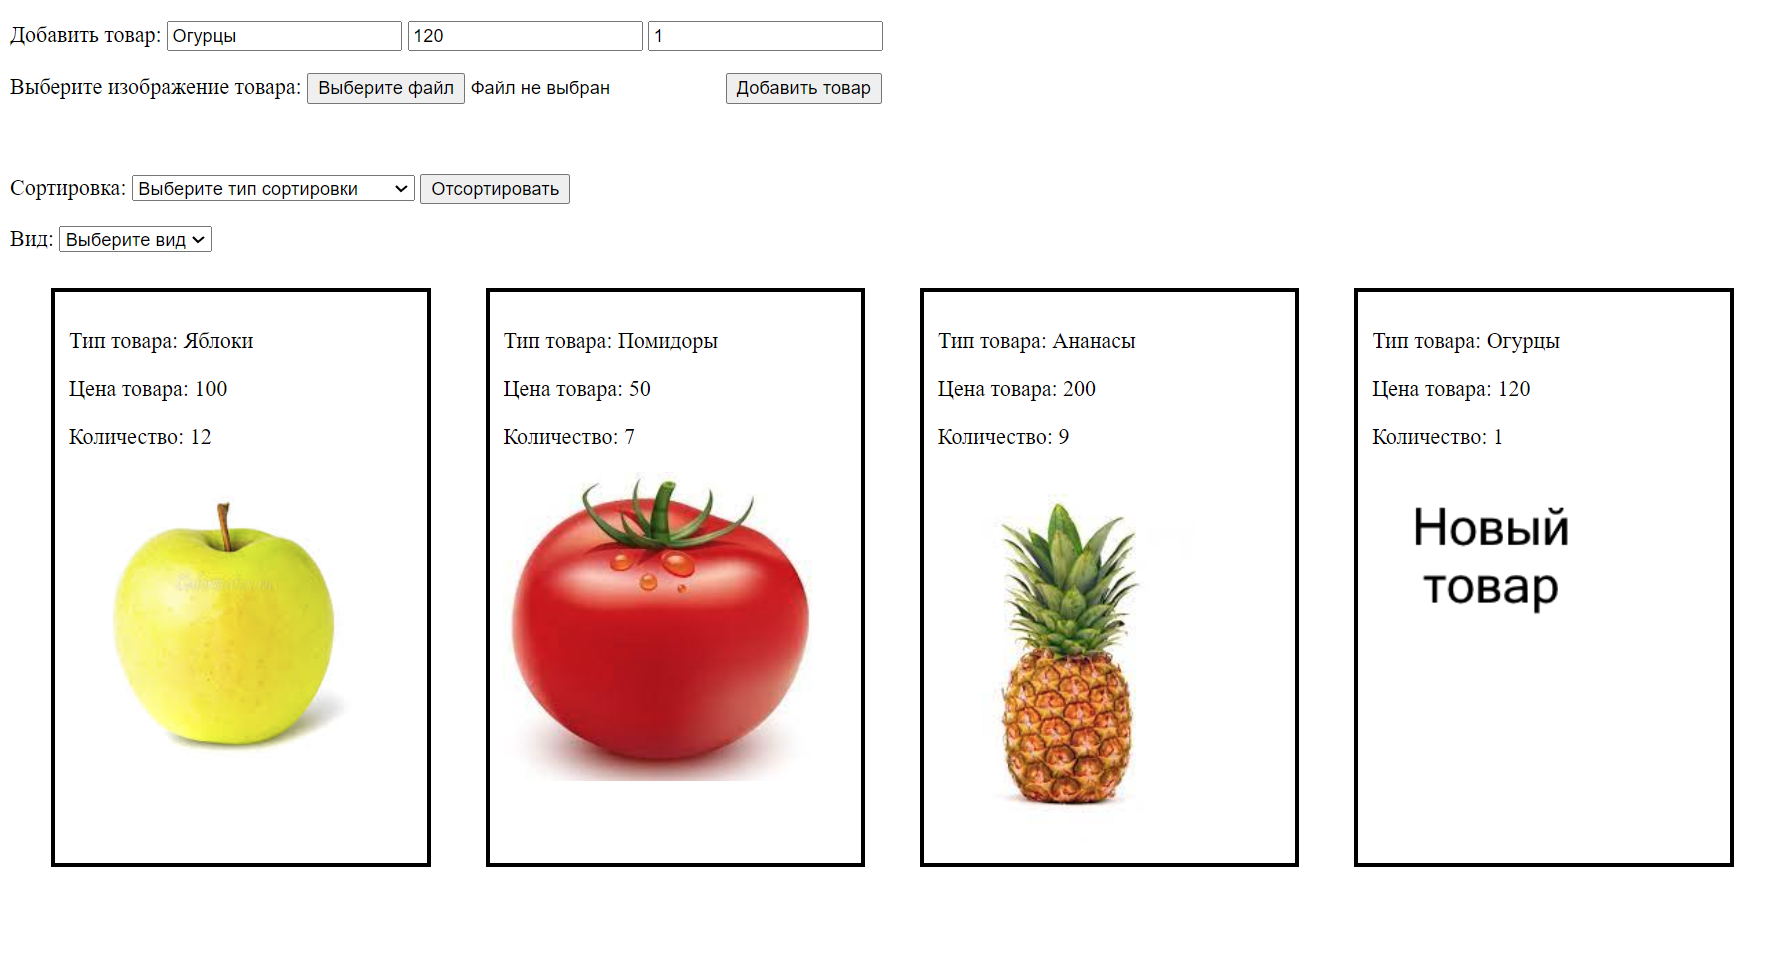 Добавить товар: Огурцы 120 1
Выберите изображение товара: Выберите файл Файл не выбран Добавить товар
Сортировка: Выберите тип сортировки Отсортировать
Вид: Выберите вид
Тип товара: Яблоки
Цена товара: 100
Количество: 12
Тип товара: Помидоры
Цена товара: 50
Количество: 7
Тип товара: Ананасы
Цена товара: 200
Количество: 9
Тип товара: Огурцы
Цена товара: 120
Количество: 1
Новый
товар